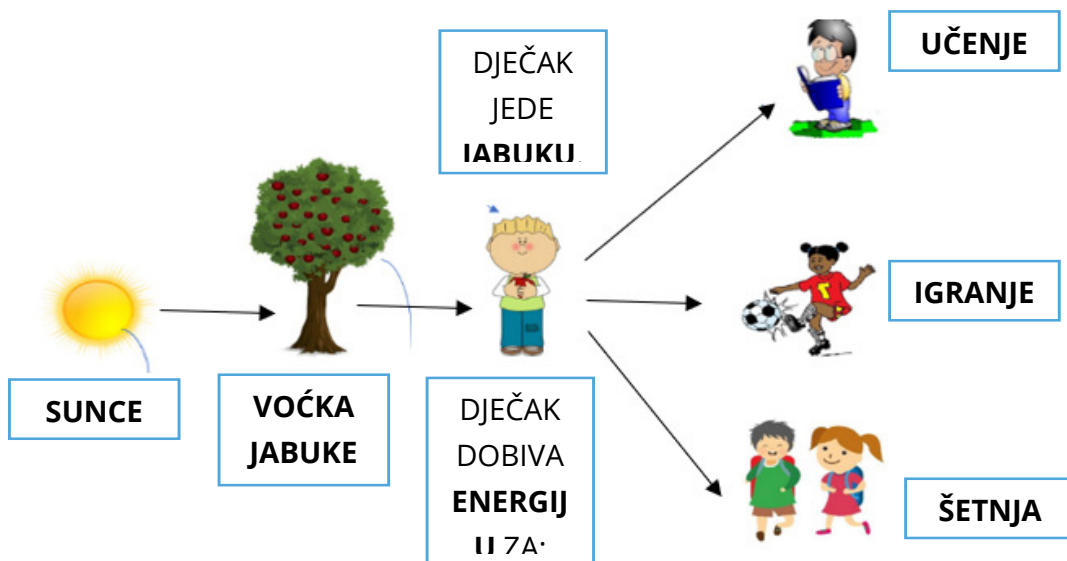 DJEČAK
JEDE
JABUKU.
UČENJE
IGRANJE
SUNCE
VOĆKA
JABUKE
DJEČAK
DOBIVA
ENERGIJ
U ZA:
ŠETNJA